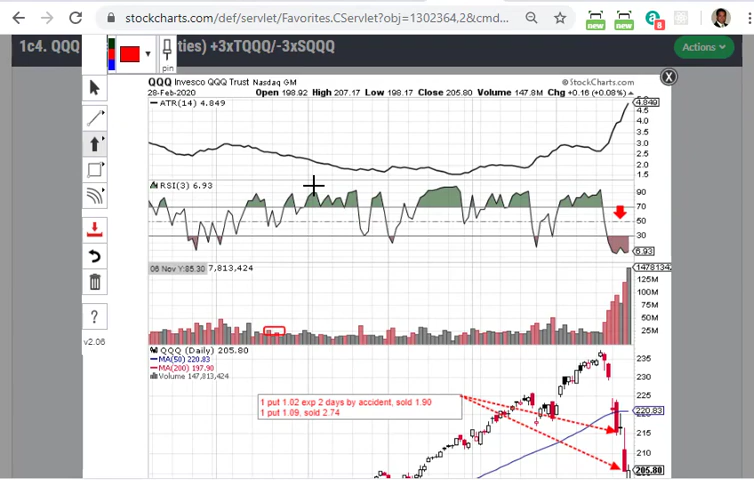 stockcharts.com/def/servlet/Favorites.CServlet?obj=1302364,2&cmd...
new
new
a
8
1c4. QQQ
ties) +3xTQQQ/-3xSQQQ
Actions
pin
QQQ Invesco QQQ Trust Nasdaq GM
© StockCharts.com
28-Feb-2020
Open 198.92 High 207.17 Low 198.17 Close 205.80 Volume 147.8M Chg +0.16 (+0.08%)
ATR(14) 4.849
4.849
4.5
4.0
3.5
3.0
2.5
2.0
1.5
RSI(3) 6.93
90
70
50
30
6.93
06 Nov Y:85.30 7,813,424
14781342
125M
100M
75M
50M
25M
?
v2.06
QQQ (Daily) 205.80
MA(50) 220.83
MA(200) 197.90
Volume 147,813,424
235
225
220.83
215
210
205.80
1 put 1.02 exp 2 days by accident, sold 1.90
1 put 1.09, sold 2.74